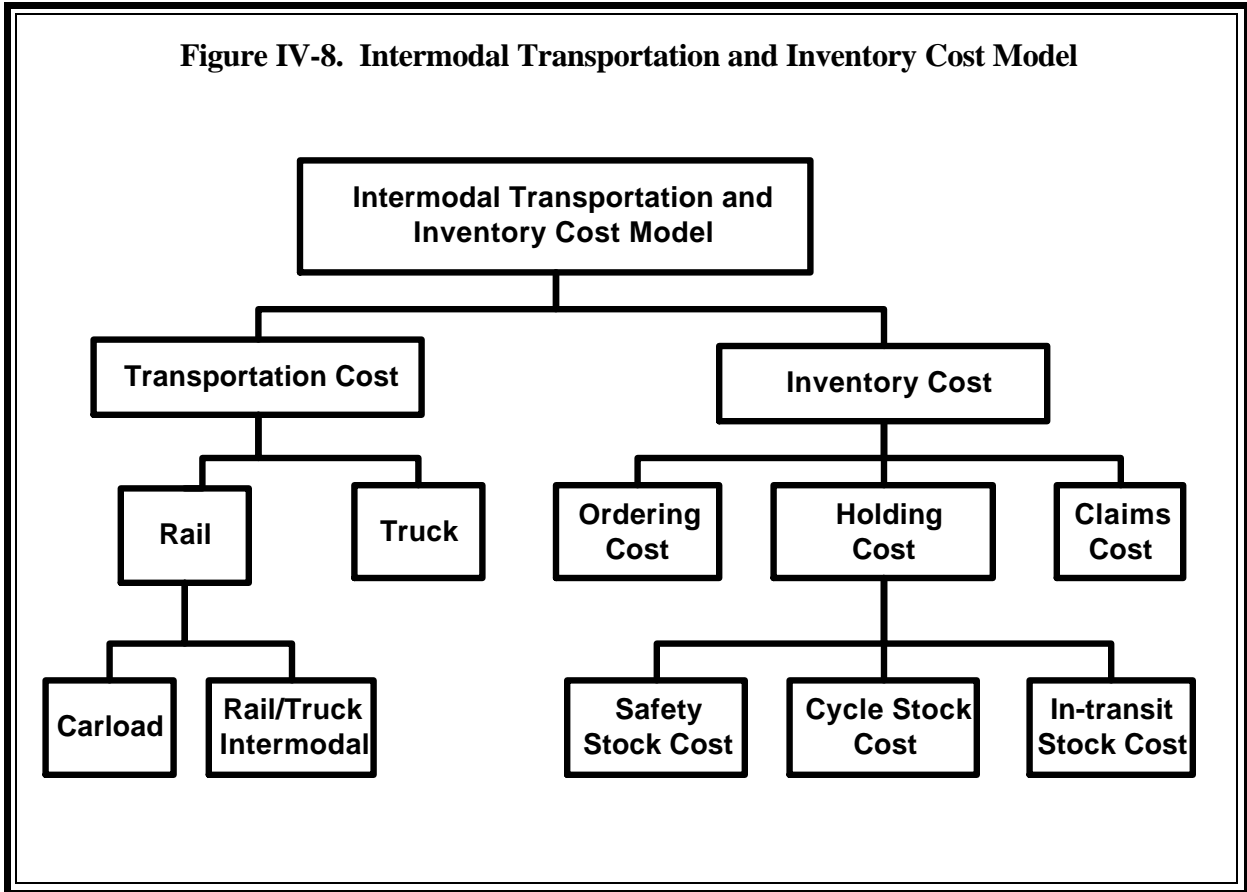 Figure IV-8. Intermodal Transportation and Inventory Cost Model
Intermodal Transportation and
Inventory Cost Model
Transportation Cost
Inventory Cost
Rail
Truck
Ordering
Cost
Holding
Cost
Claims
Cost
Carload
Rail/Truck
Intermodal
Safety
Stock Cost
Cycle Stock
Cost
In-transit
Stock Cost